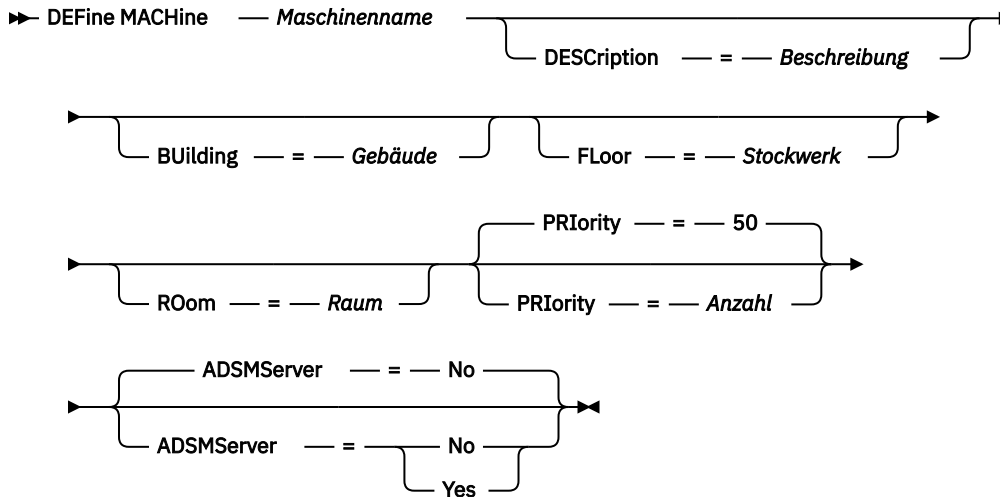 DEFine MACHine Maschinenname
DESCription = Beschreibung
BUilding = Gebäude FLoor = Stockwerk
PRIority = 50
ROom = Raum PRIority = Anzahl
ADSMServer = No
ADSMServer = No
Yes